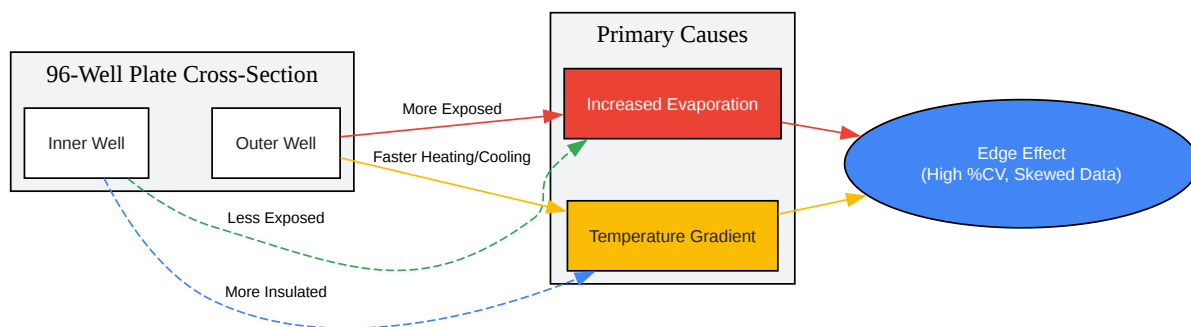 Primary Causes
96-Well Plate Cross-Section
Increased Evaporation
More Exposed
Inner Well
Outer Well
Faster Heating/Cooling
Edge Effect
(High %CV, Skewed Data)
Less Exposed
Temperature Gradient
More Insulated